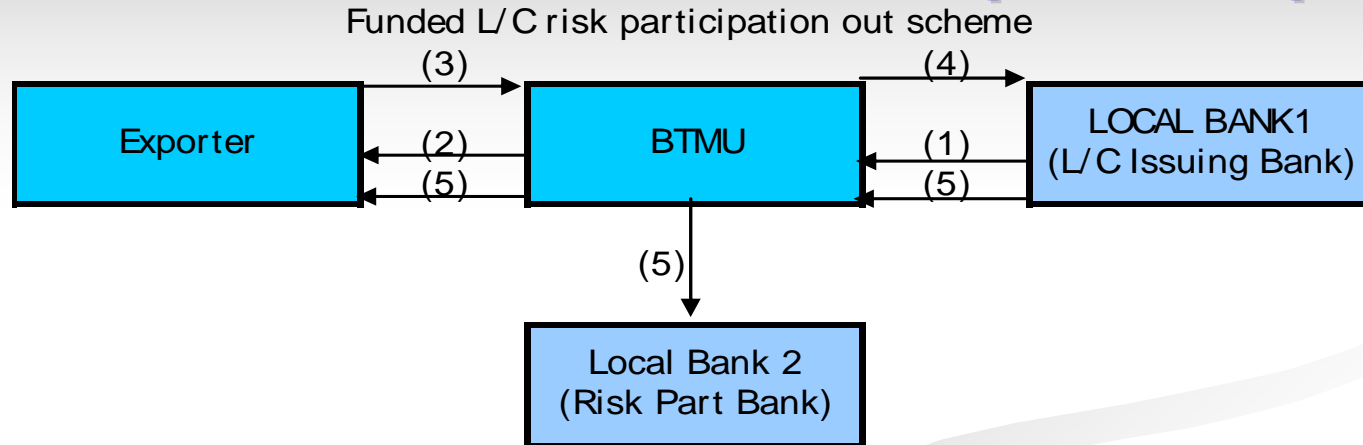 Funded L/C risk participation out scheme
(3) (4)
Exporter BTMU LOCAL BANK1
(L/C Issuing Bank)
(2) (1)
(5) (5)
(5)
Local Bank 2
(Risk Part Bank)